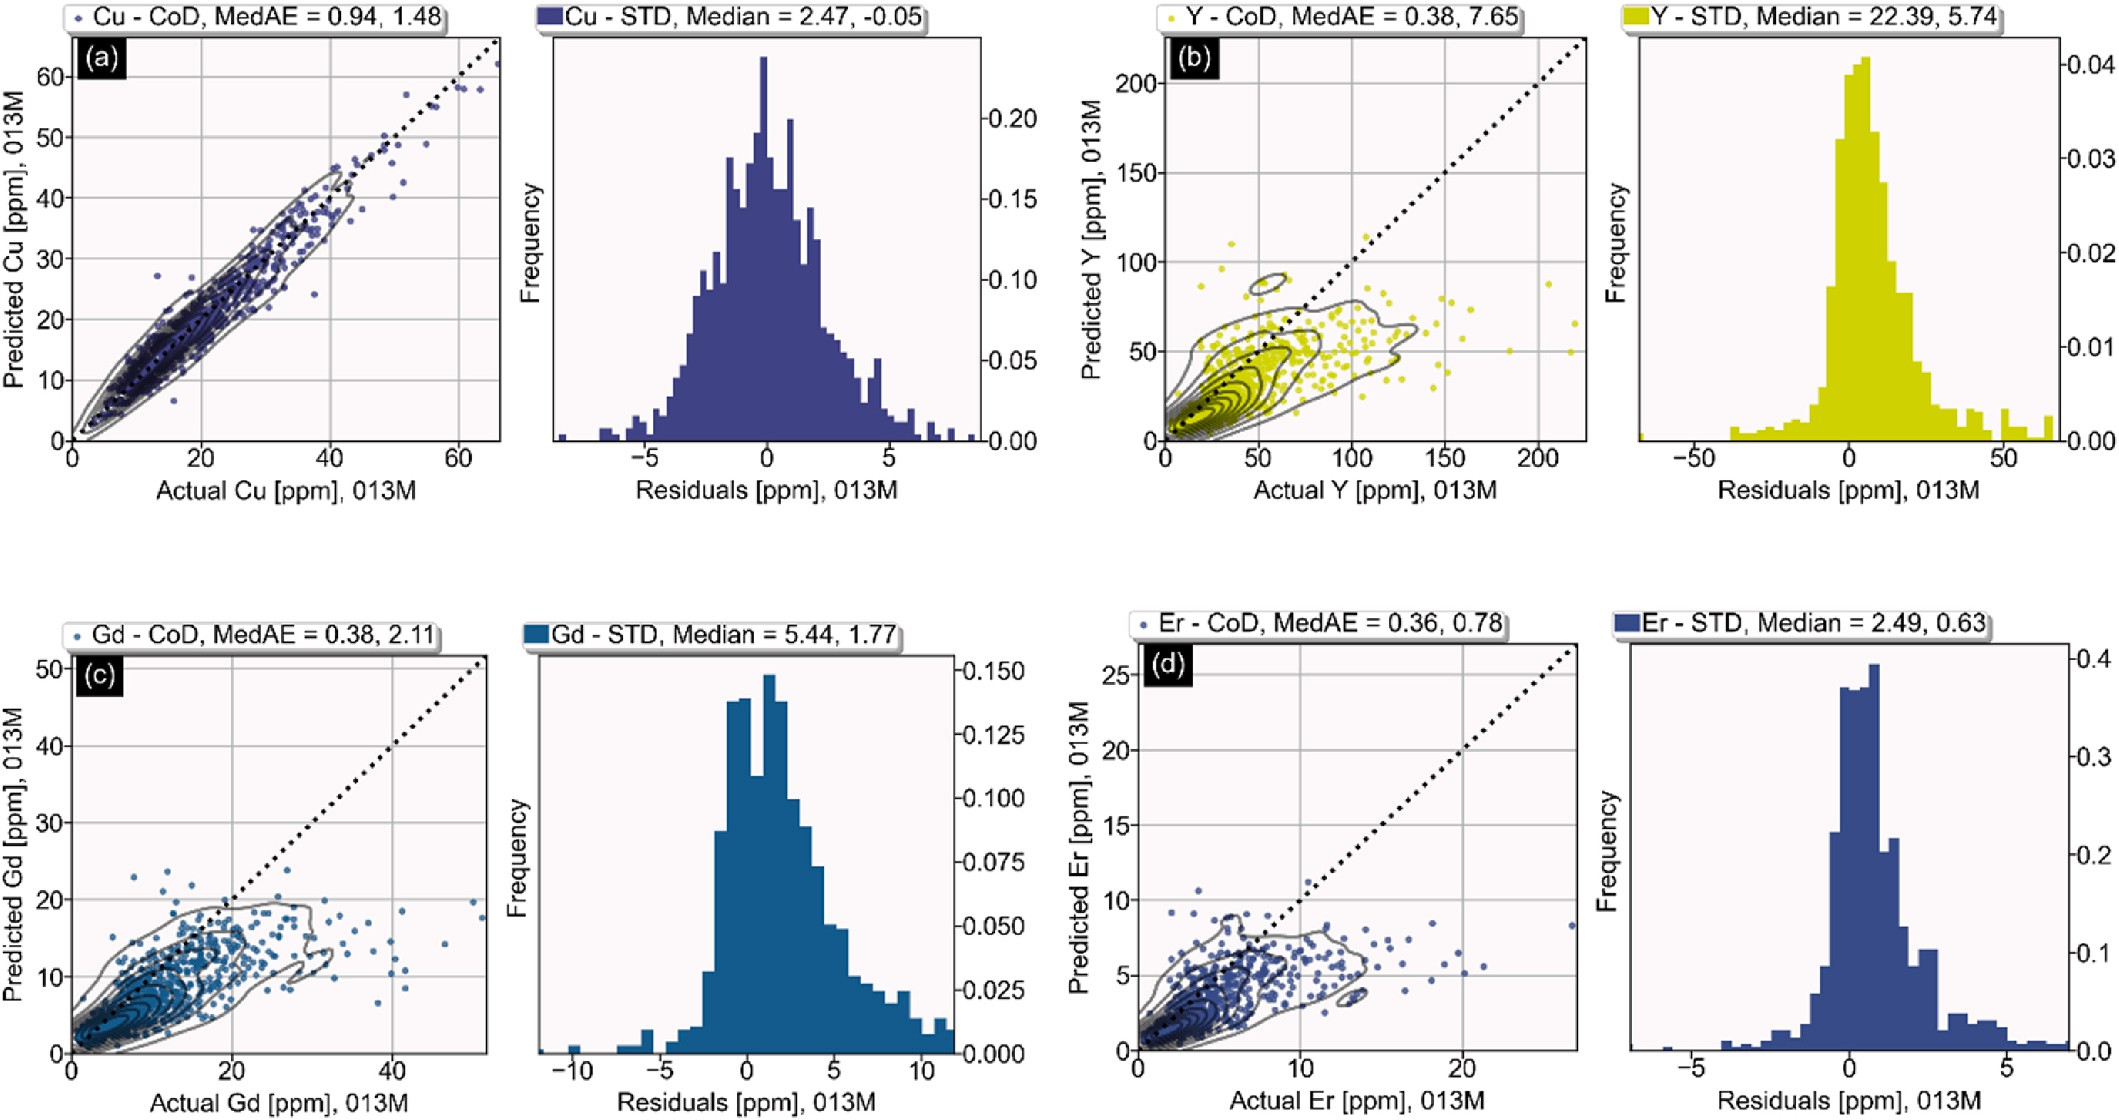 Cu - CoD, MedAE = 0.94, 1.48
(a)
60
50
40
30
20
10
0
0 20 40 60
Predicted Cu [ppm], 013M
Actual Cu [ppm], 013M
Cu - STD, Median = 2.47, -0.05
Frequency
0.20
0.15
0.10
0.05
0.00
−5 0 5
Residuals [ppm], 013M
Y - CoD, MedAE = 0.38, 7.65
(b)
200
150
100
50
0
0 50 100 150 200
Predicted Y [ppm], 013M
Actual Y [ppm], 013M
Y - STD, Median = 22.39, 5.74
Frequency
0.04
0.03
0.02
0.01
0.00
−50 0 50
Residuals [ppm], 013M
Gd - CoD, MedAE = 0.38, 2.11
(c)
50
40
30
20
10
0
0 20 40
Predicted Gd [ppm], 013M
Actual Gd [ppm], 013M
Gd - STD, Median = 5.44, 1.77
Frequency
0.150
0.125
0.100
0.075
0.050
0.025
0.000
−10 −5 0 5 10
Residuals [ppm], 013M
Er - CoD, MedAE = 0.36, 0.78
(d)
25
20
15
10
5
0
0 10 20
Predicted Er [ppm], 013M
Actual Er [ppm], 013M
Er - STD, Median = 2.49, 0.63
Frequency
0.4
0.3
0.2
0.1
0.0
−5 0 5
Residuals [ppm], 013M